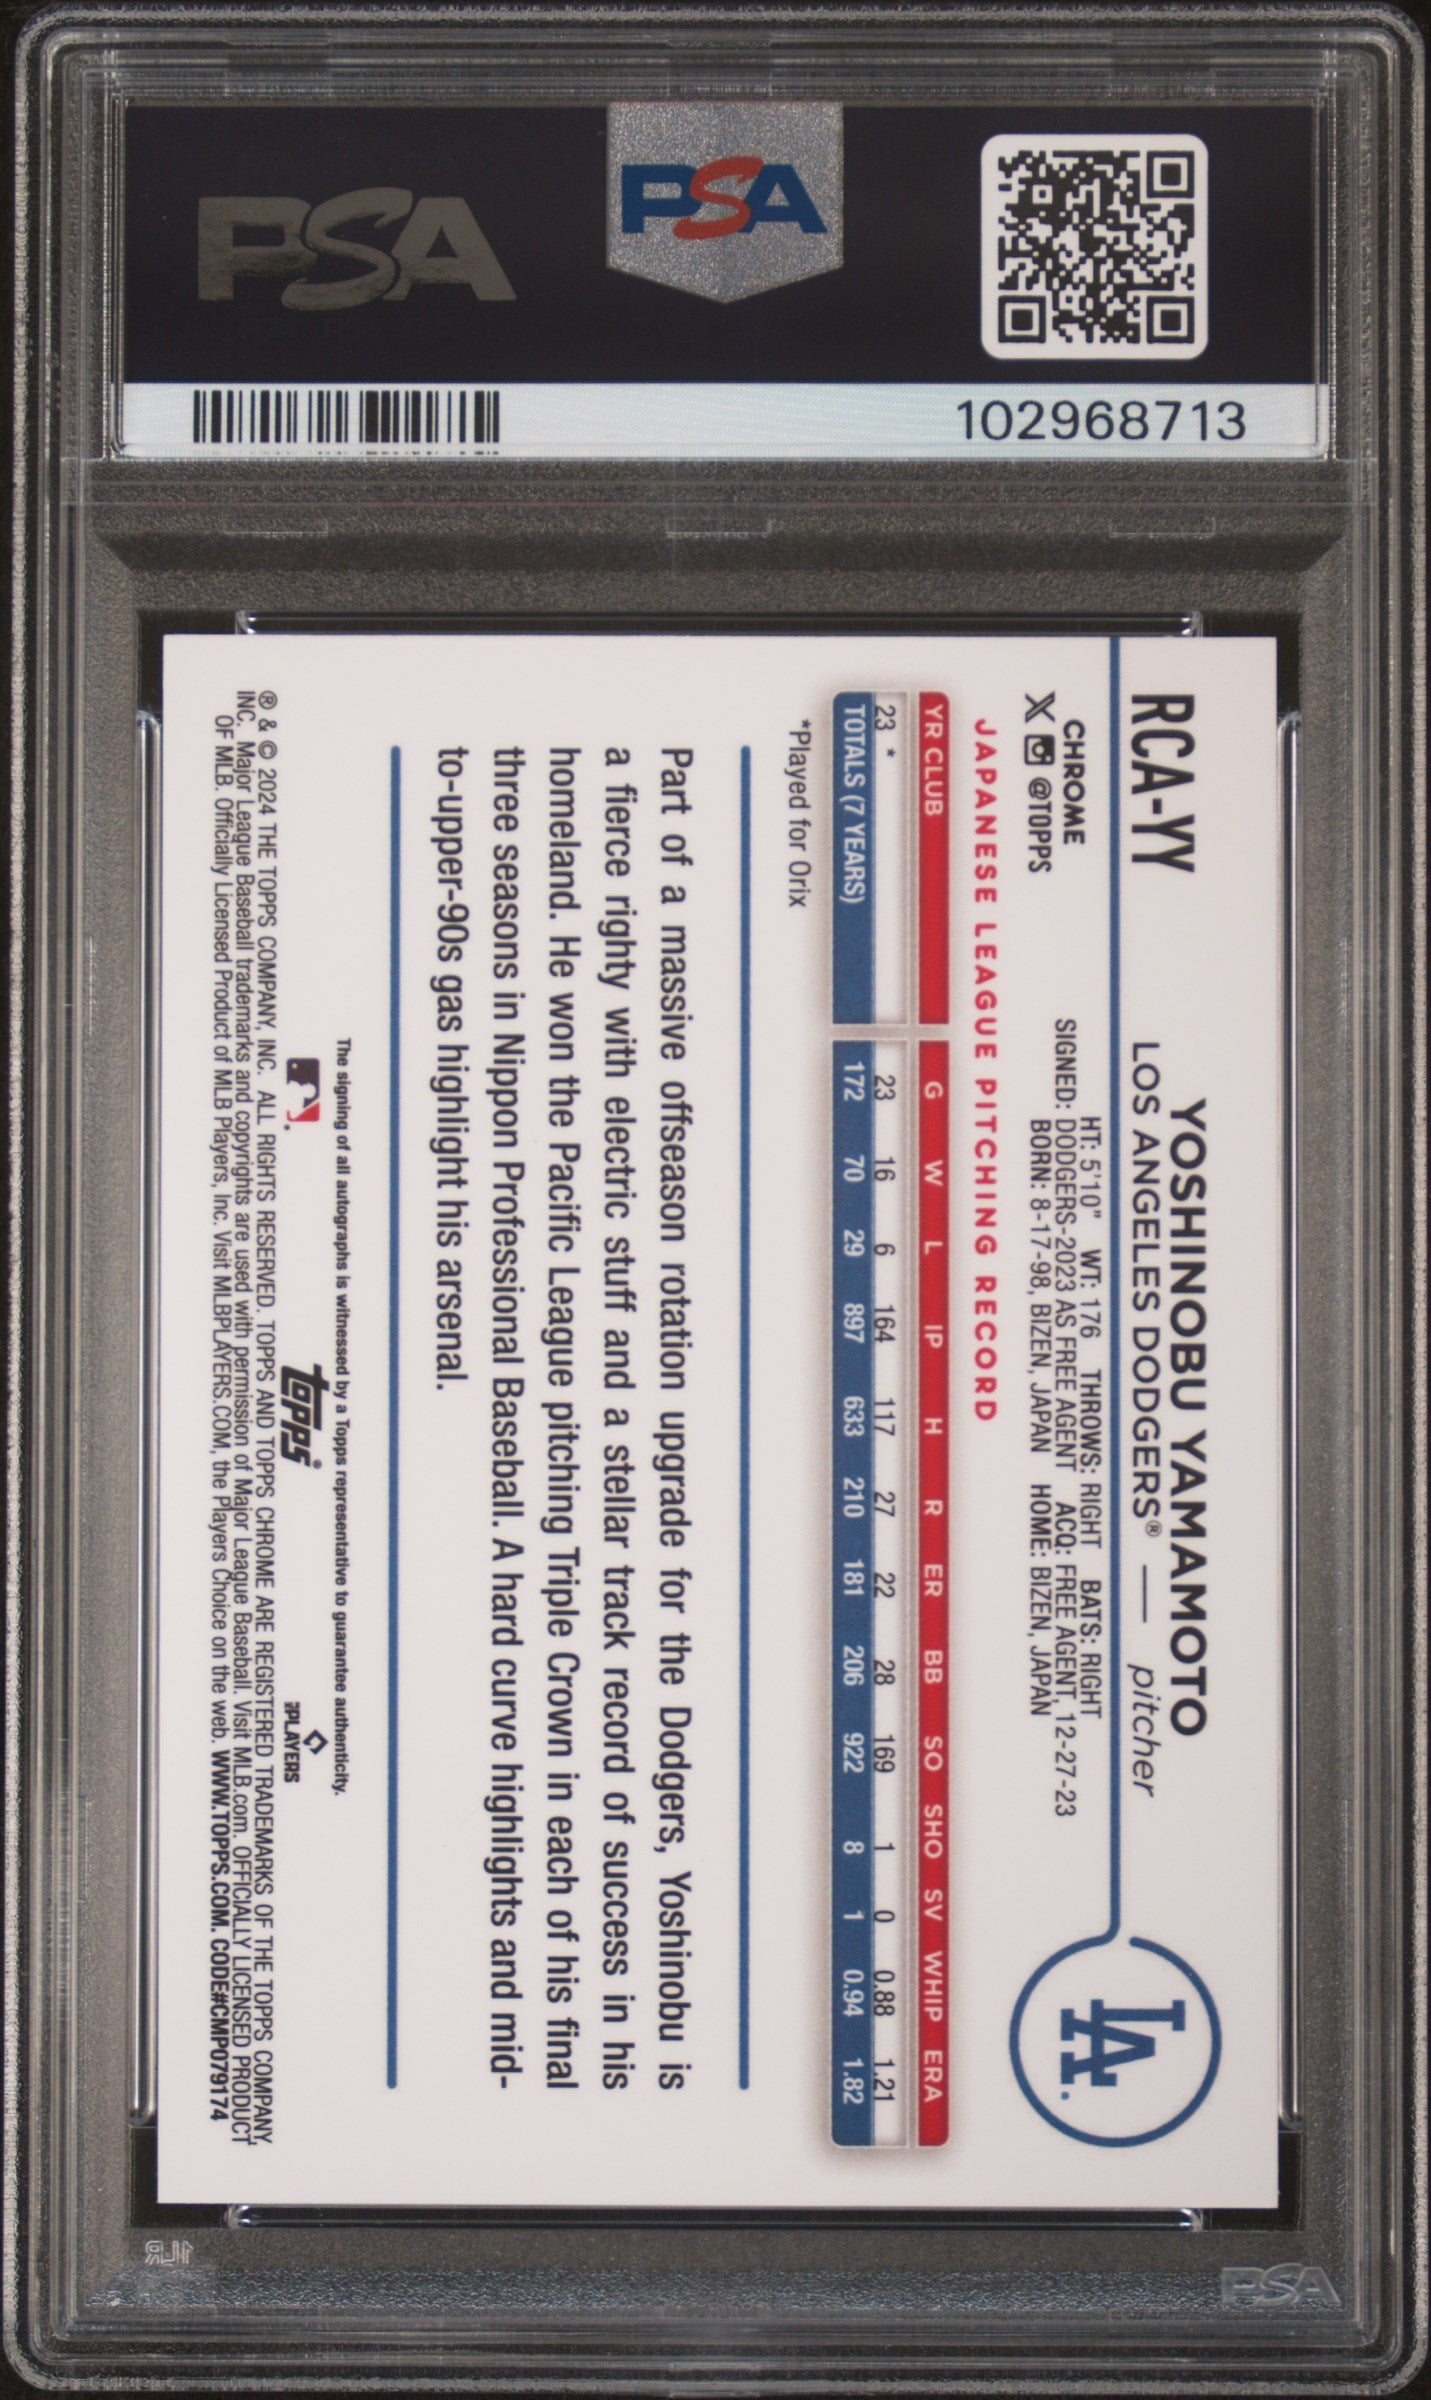 PSA
PSA
102968713
RCA-YY
YOSHINOBU YAMAMOTO
LOS ANGELES DODGERS® — pitcher
LA
HT: 5'10" WT: 176 THROWS: RIGHT BATS: RIGHT
CHROME
SIGNED: DODGERS-2023 AS FREE AGENT ACQ: FREE AGENT, 12-27-23
X @TOPPS
BORN: 8-17-98, BIZEN, JAPAN HOME: BIZEN, JAPAN
JAPANESE LEAGUE PITCHING RECORD
YR CLUB G W L IP H R ER BB SO SHO SV WHIP ERA
23 * 23 16 6 164 117 27 22 28 169 1 0 0.88 1.21
TOTALS (7 YEARS) 172 70 29 897 633 210 181 206 922 8 1 0.94 1.82
*Played for Orix
Part of a massive offseason rotation upgrade for the Dodgers, Yoshinobu is
a fierce righty with electric stuff and a stellar track record of success in his
homeland. He won the Pacific League pitching Triple Crown in each of his final
three seasons in Nippon Professional Baseball. A hard curve highlights and mid-
to-upper-90s gas highlight his arsenal.
The signing of all autographs is witnessed by a Topps representative to guarantee authenticity.
topps®
PLAYERS
® & © 2024 THE TOPPS COMPANY, INC. ALL RIGHTS RESERVED. TOPPS AND TOPPS CHROME ARE REGISTERED TRADEMARKS OF THE TOPPS COMPANY,
INC. Major League Baseball trademarks and copyrights are used with permission of Major League Baseball. Visit MLB.com. OFFICIALLY LICENSED PRODUCT
OF MLB. Officially Licensed Product of MLB Players, Inc. Visit MLBPLAYERS.COM, the Players Choice on the web. WWW.TOPPS.COM. CODE#CMP079174
PSA